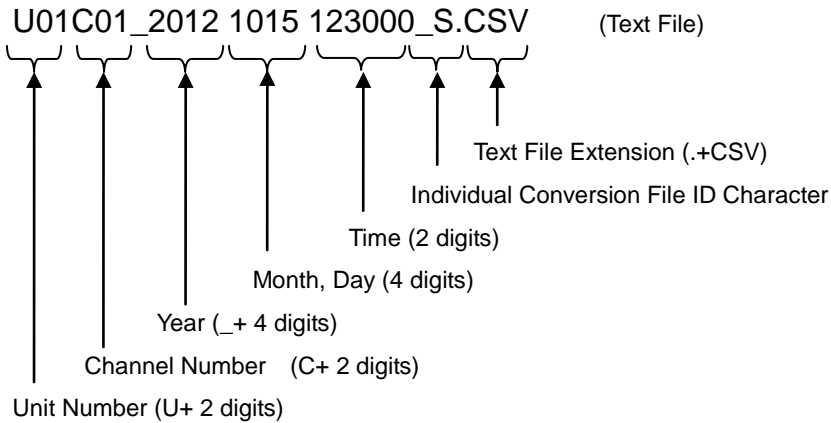 U01C01_2012 1015 123000_S.CSV (Text File)
Text File Extension (.+CSV)
Individual Conversion File ID Character
Time (2 digits)
Month, Day (4 digits)
Year (_+ 4 digits)
Channel Number (C+ 2 digits)
Unit Number (U+ 2 digits)